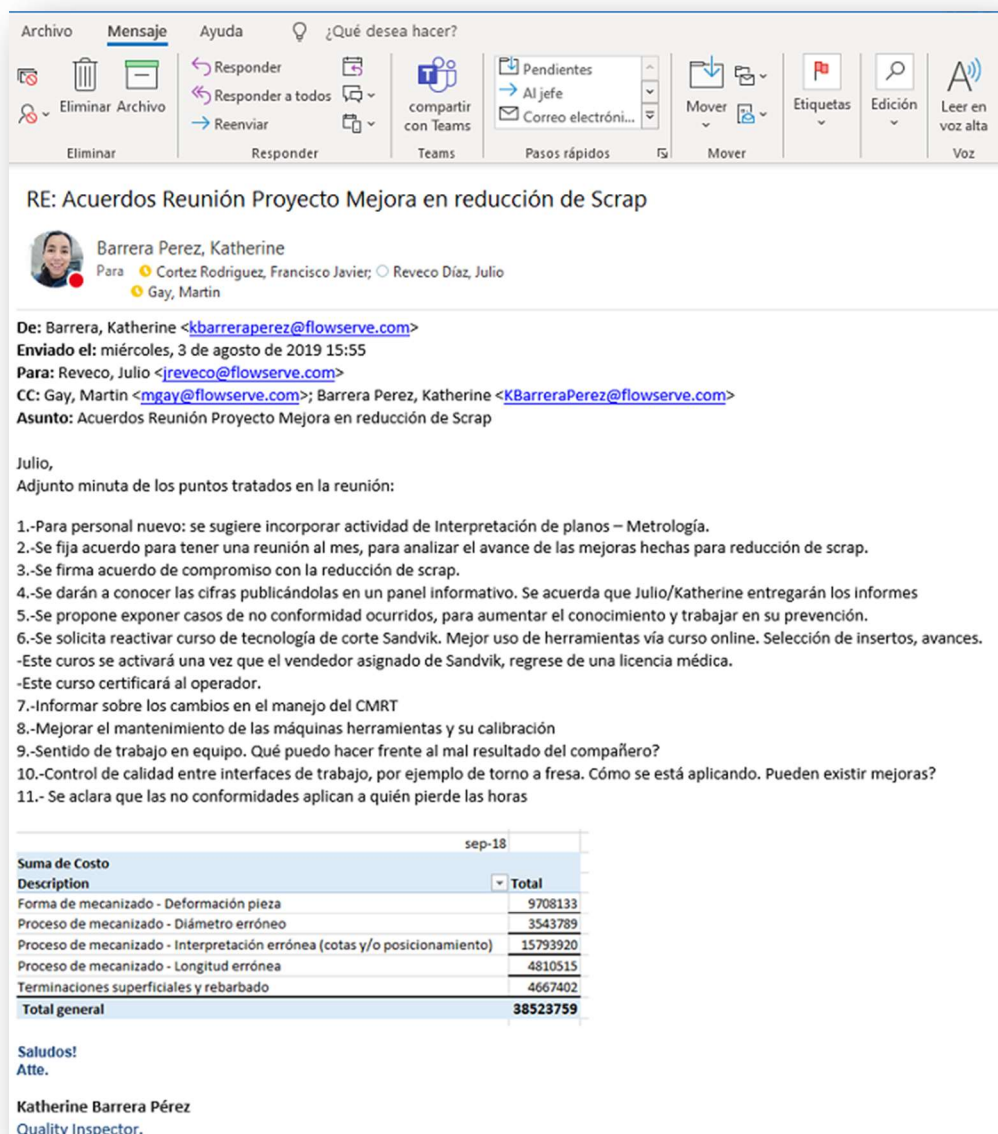 Archivo Mensaje Ayuda ¿Qué desea hacer?
Eliminar Archivo
Responder
Responder a todos
Reenviar
compartir
con Teams
Pendientes
Al jefe
Correo electróni...
Mover
Etiquetas
Edición
Leer en
voz alta
Eliminar Responder Teams Pasos rápidos Mover Voz
RE: Acuerdos Reunión Proyecto Mejora en reducción de Scrap
Barrera Perez, Katherine
Para Cortez Rodriguez, Francisco Javier; Reveco Díaz, Julio
Gay, Martin
De: Barrera, Katherine <kbarreraperez@flowserve.com>
Enviado el: miércoles, 3 de agosto de 2019 15:55
Para: Reveco, Julio <jreveco@flowserve.com>
CC: Gay, Martin <mgay@flowserve.com>; Barrera Perez, Katherine <KBarreraPerez@flowserve.com>
Asunto: Acuerdos Reunión Proyecto Mejora en reducción de Scrap
Julio,
Adjunto minuta de los puntos tratados en la reunión:
1.-Para personal nuevo: se sugiere incorporar actividad de Interpretación de planos – Metrología.
2.-Se fija acuerdo para tener una reunión al mes, para analizar el avance de las mejoras hechas para reducción de scrap.
3.-Se firma acuerdo de compromiso con la reducción de scrap.
4.-Se darán a conocer las cifras publicándolas en un panel informativo. Se acuerda que Julio/Katherine entregarán los informes
5.-Se propone exponer casos de no conformidad ocurridos, para aumentar el conocimiento y trabajar en su prevención.
6.-Se solicita reactivar curso de tecnología de corte Sandvik. Mejor uso de herramientas vía curso online. Selección de insertos, avances.
-Este curos se activará una vez que el vendedor asignado de Sandvik, regrese de una licencia médica.
-Este curso certificará al operador.
7.-Informar sobre los cambios en el manejo del CMRT
8.-Mejorar el mantenimiento de las máquinas herramientas y su calibración
9.-Sentido de trabajo en equipo. Qué puedo hacer frente al mal resultado del compañero?
10.-Control de calidad entre interfaces de trabajo, por ejemplo de torno a fresa. Cómo se está aplicando. Pueden existir mejoras?
11.- Se aclara que las no conformidades aplican a quién pierde las horas
sep-18
Suma de Costo
Description Total
Forma de mecanizado - Deformación pieza 9708133
Proceso de mecanizado - Diámetro erróneo 3543789
Proceso de mecanizado - Interpretación errónea (cotas y/o posicionamiento) 15793920
Proceso de mecanizado - Longitud errónea 4810515
Terminaciones superficiales y rebarbado 4667402
Total general 38523759
Saludos!
Atte.
Katherine Barrera Pérez
Quality Inspector.